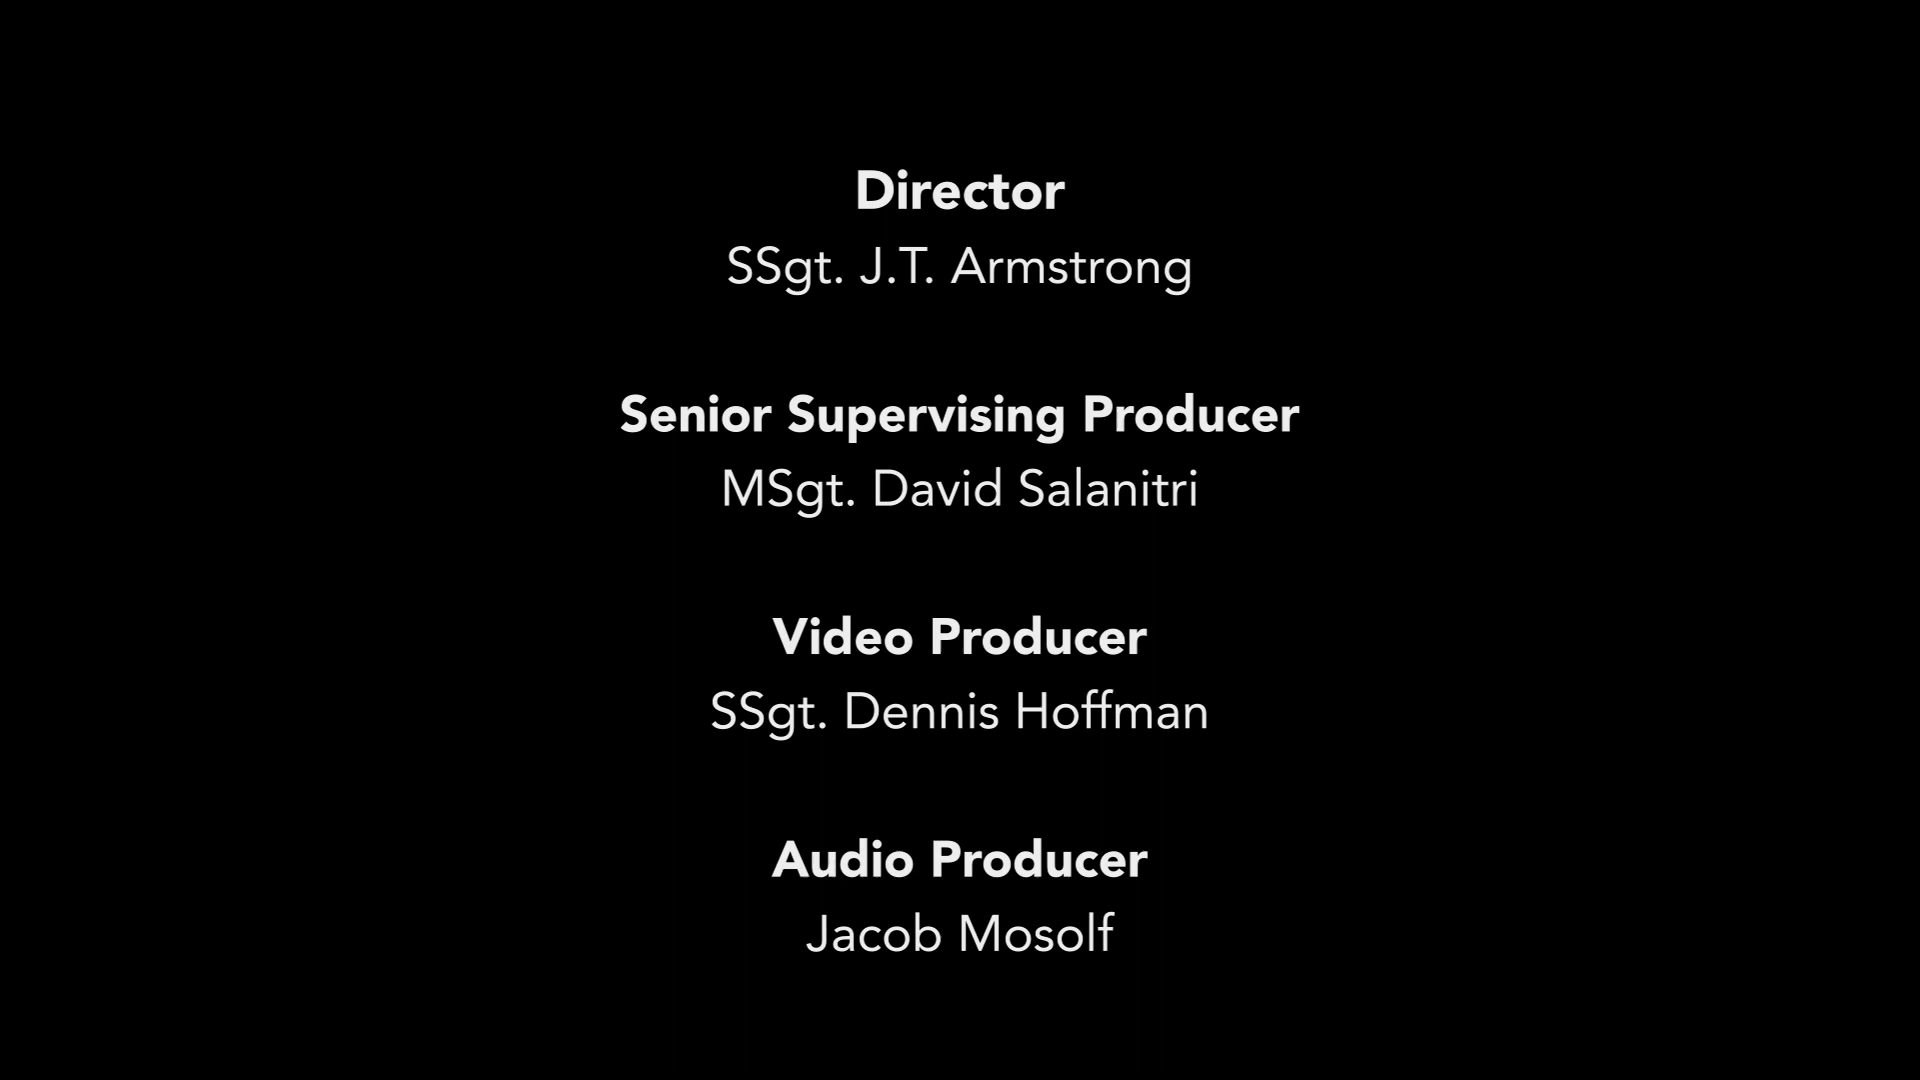 Director
SSgt. J.T. Armstrong
Senior Supervising Producer
MSgt. David Salanitri
Video Producer
SSgt. Dennis Hoffman
Audio Producer
Jacob Mosolf